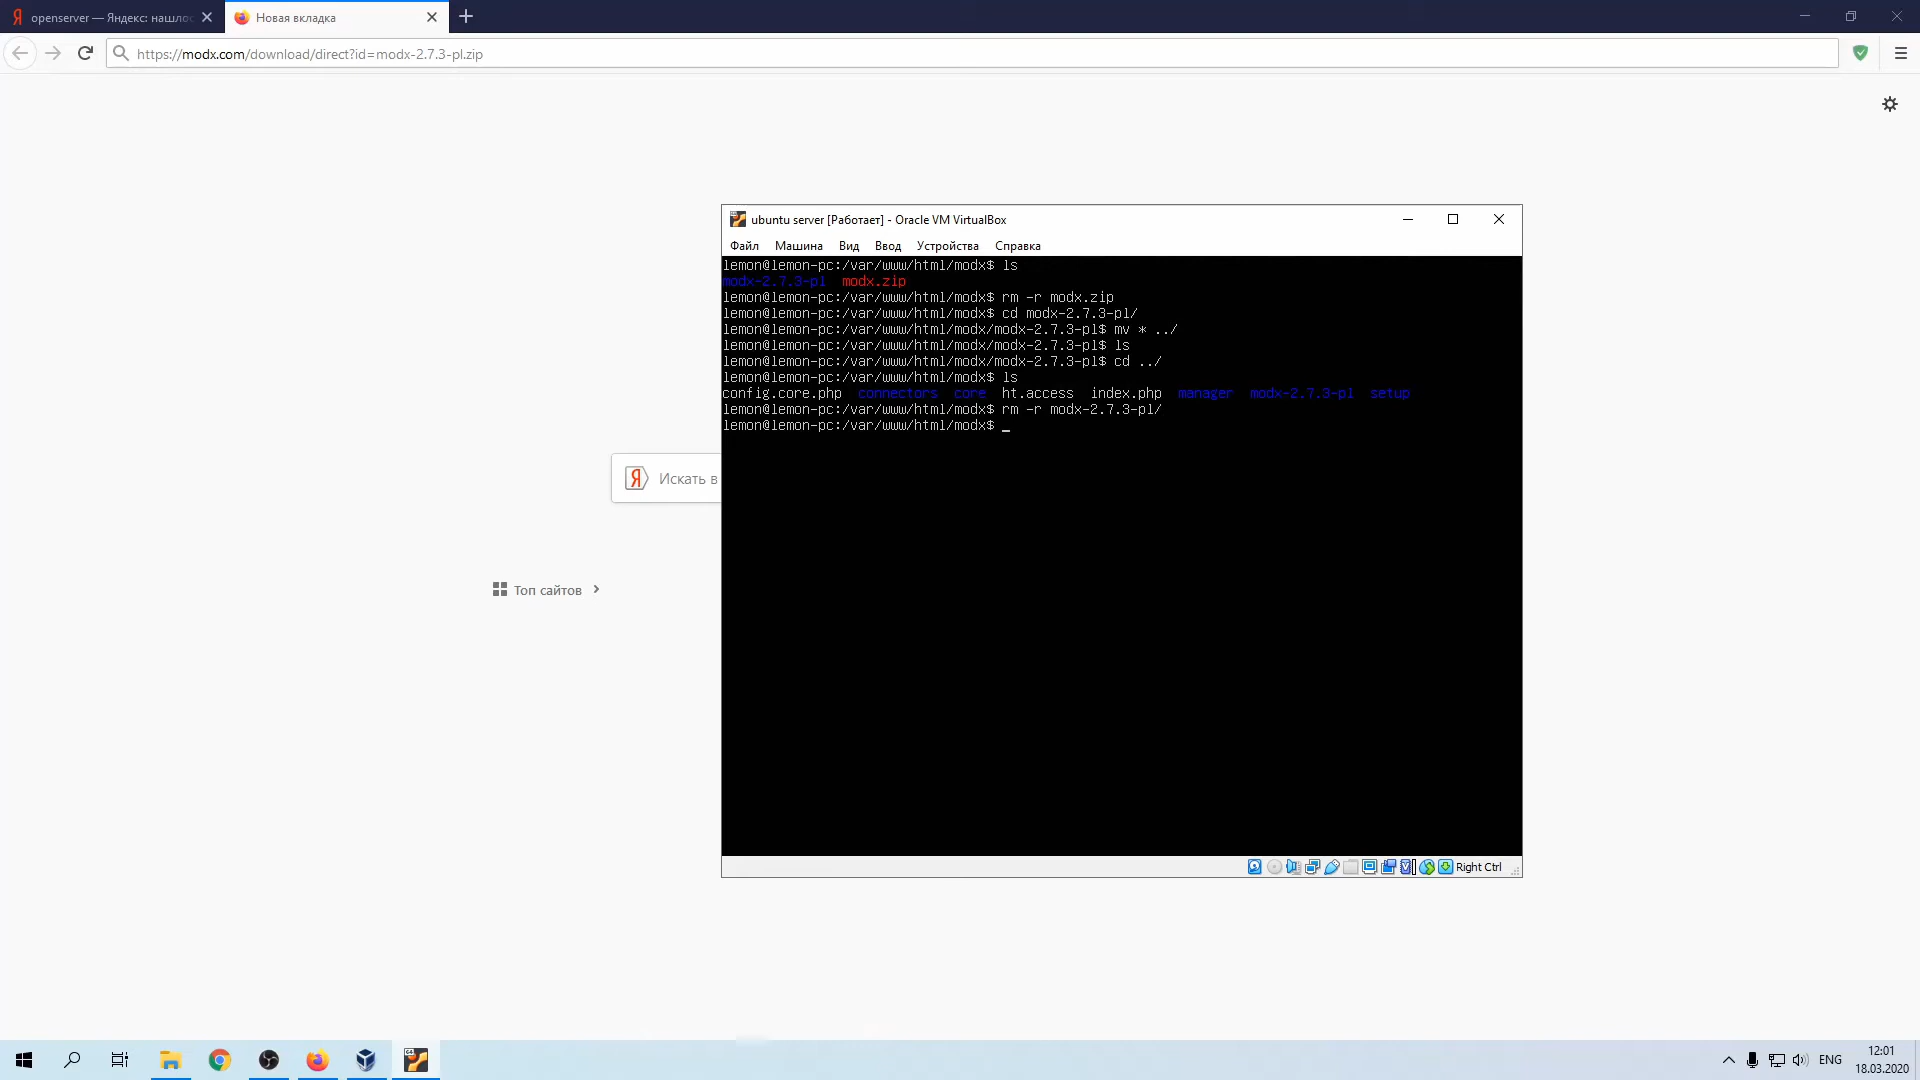 openserver — Яндекс: нашлос
Новая вкладка
https://modx.com/download/direct?id=modx-2.7.3-pl.zip
ubuntu server [Работает] - Oracle VM VirtualBox
Файл Машина Вид Ввод Устройства Справка
lemon@lemon-pc:/var/www/html/modx$ ls
modx-2.7.3-pl modx.zip
lemon@lemon-pc:/var/www/html/modx$ rm -r modx.zip
lemon@lemon-pc:/var/www/html/modx$ cd modx-2.7.3-pl/
lemon@lemon-pc:/var/www/html/modx/modx-2.7.3-pl$ mv * ../
lemon@lemon-pc:/var/www/html/modx/modx-2.7.3-pl$ ls
lemon@lemon-pc:/var/www/html/modx/modx-2.7.3-pl$ cd ../
lemon@lemon-pc:/var/www/html/modx$ ls
config.core.php connectors core ht.access index.php manager modx-2.7.3-pl setup
lemon@lemon-pc:/var/www/html/modx$ rm -r modx-2.7.3-pl/
lemon@lemon-pc:/var/www/html/modx$ _
Я Искать в
Топ сайтов
Right Ctrl
ENG
12:01
18.03.2020